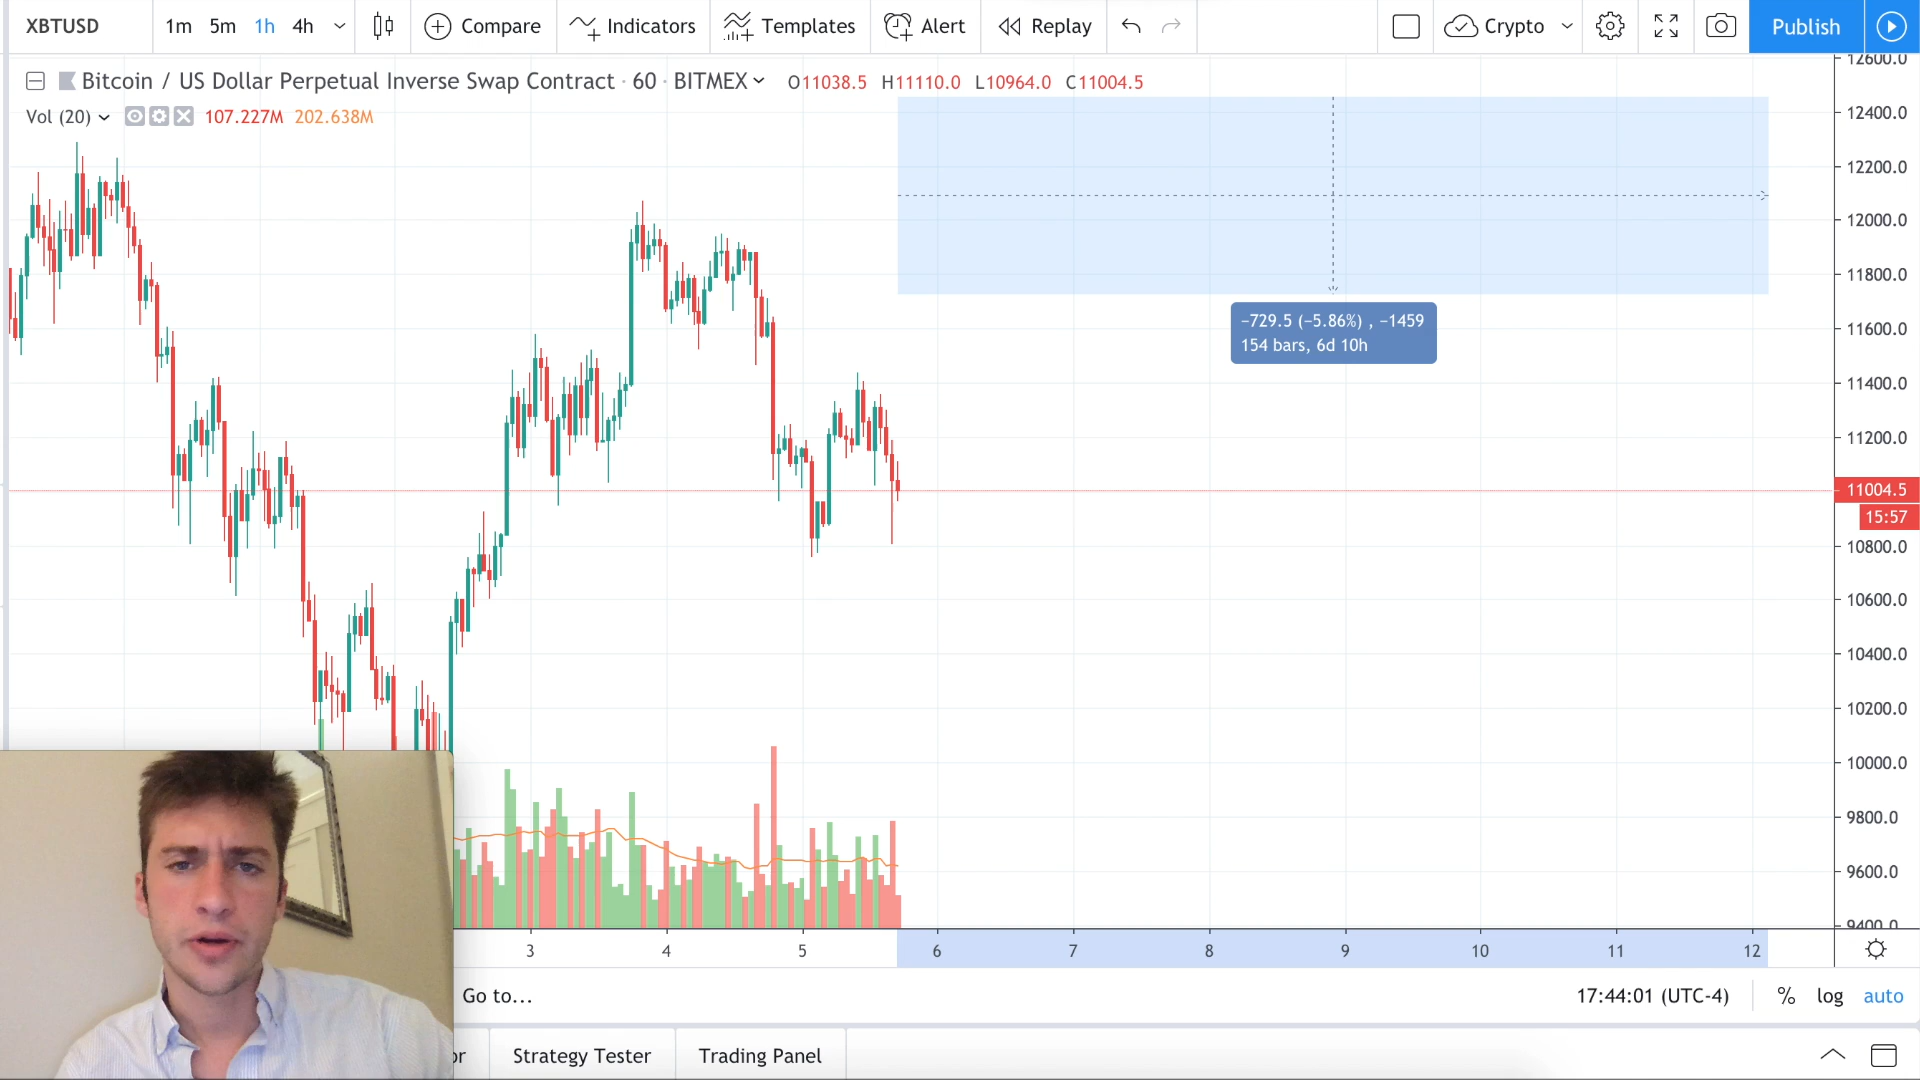 XBTUSD 1m 5m 1h 4h Compare Indicators Templates Alert Replay Crypto Publish
Bitcoin / US Dollar Perpetual Inverse Swap Contract · 60 · BITMEX O11038.5 H11110.0 L10964.0 C11004.5
Vol (20) 107.227M 202.638M
12600.0
12400.0
12200.0
12000.0
11800.0
−729.5 (−5.86%) , −1459
154 bars, 6d 10h
11600.0
11400.0
11200.0
11004.5
15:57
10800.0
10600.0
10400.0
10200.0
10000.0
9800.0
9600.0
9400.0
3 4 5 6 7 8 9 10 11 12
Go to... 17:44:01 (UTC-4) % log auto
or Strategy Tester Trading Panel